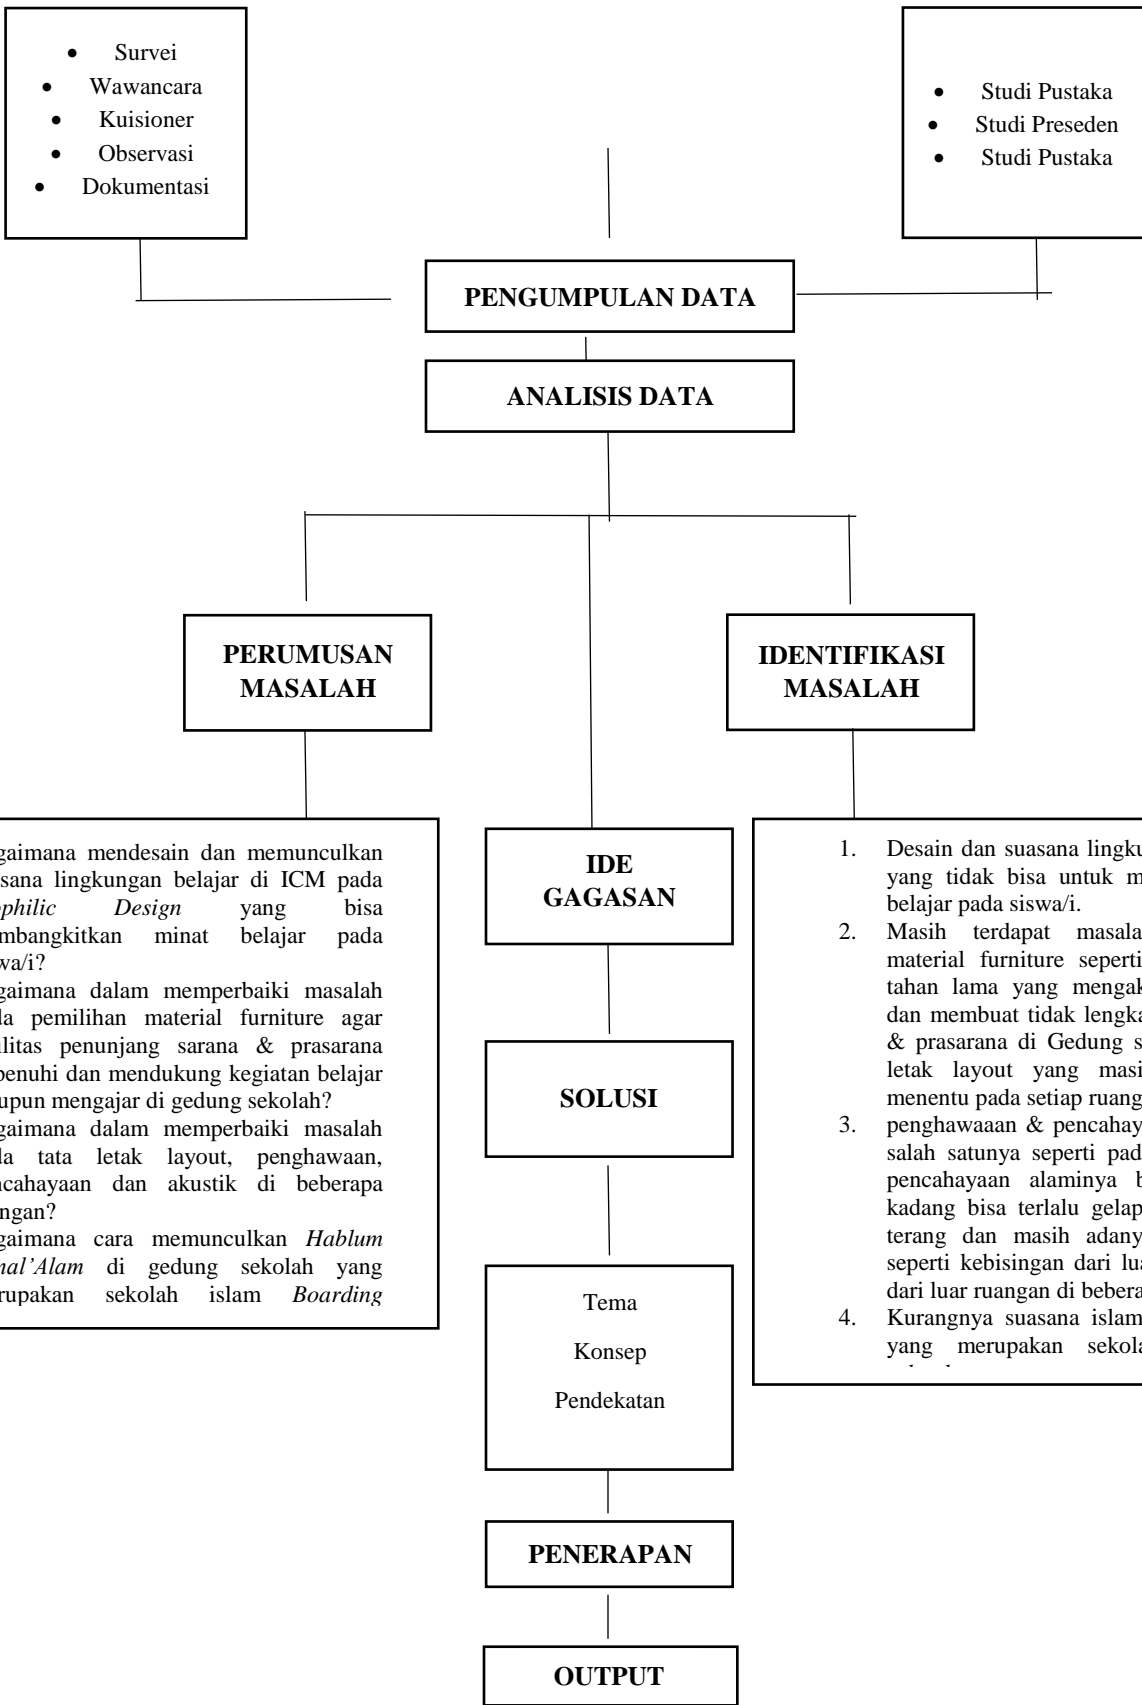 • Survei
• Wawancara
• Kuisioner
• Observasi
• Dokumentasi
• Studi Pustaka
• Studi Preseden
• Studi Pustaka
PENGUMPULAN DATA
ANALISIS DATA
PERUMUSAN
MASALAH
IDENTIFIKASI
MASALAH
gaimana mendesain dan memunculkan
asana lingkungan belajar di ICM pada
ophilic Design yang bisa
mbangkitkan minat belajar pada
wa/i?
gaimana dalam memperbaiki masalah
da pemilihan material furniture agar
ilitas penunjang sarana & prasarana
penuhi dan mendukung kegiatan belajar
upun mengajar di gedung sekolah?
gaimana dalam memperbaiki masalah
da tata letak layout, penghawaan,
ncahayaan dan akustik di beberapa
ngan?
gaimana cara memunculkan Hablum
nal’Alam di gedung sekolah yang
rupakan sekolah islam Boarding
IDE
GAGASAN
SOLUSI
Tema
Konsep
Pendekatan
PENERAPAN
OUTPUT
1. Desain dan suasana lingku
yang tidak bisa untuk m
belajar pada siswa/i.
2. Masih terdapat masala
material furniture seperti
tahan lama yang mengak
dan membuat tidak lengka
& prasarana di Gedung s
letak layout yang masi
menentu pada setiap ruang
3. penghawaaan & pencahay
salah satunya seperti pad
pencahayaan alaminya b
kadang bisa terlalu gelap
terang dan masih adany
seperti kebisingan dari lua
dari luar ruangan di bebera
4. Kurangnya suasana islam
yang merupakan sekola